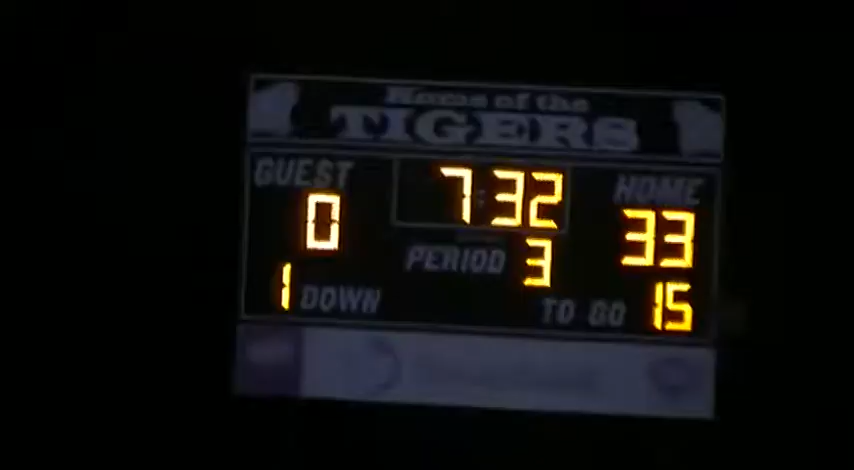 Home of the
TIGERS
GUEST 7:32 HOME
0 33
PERIOD 3
1 DOWN TO GO 15